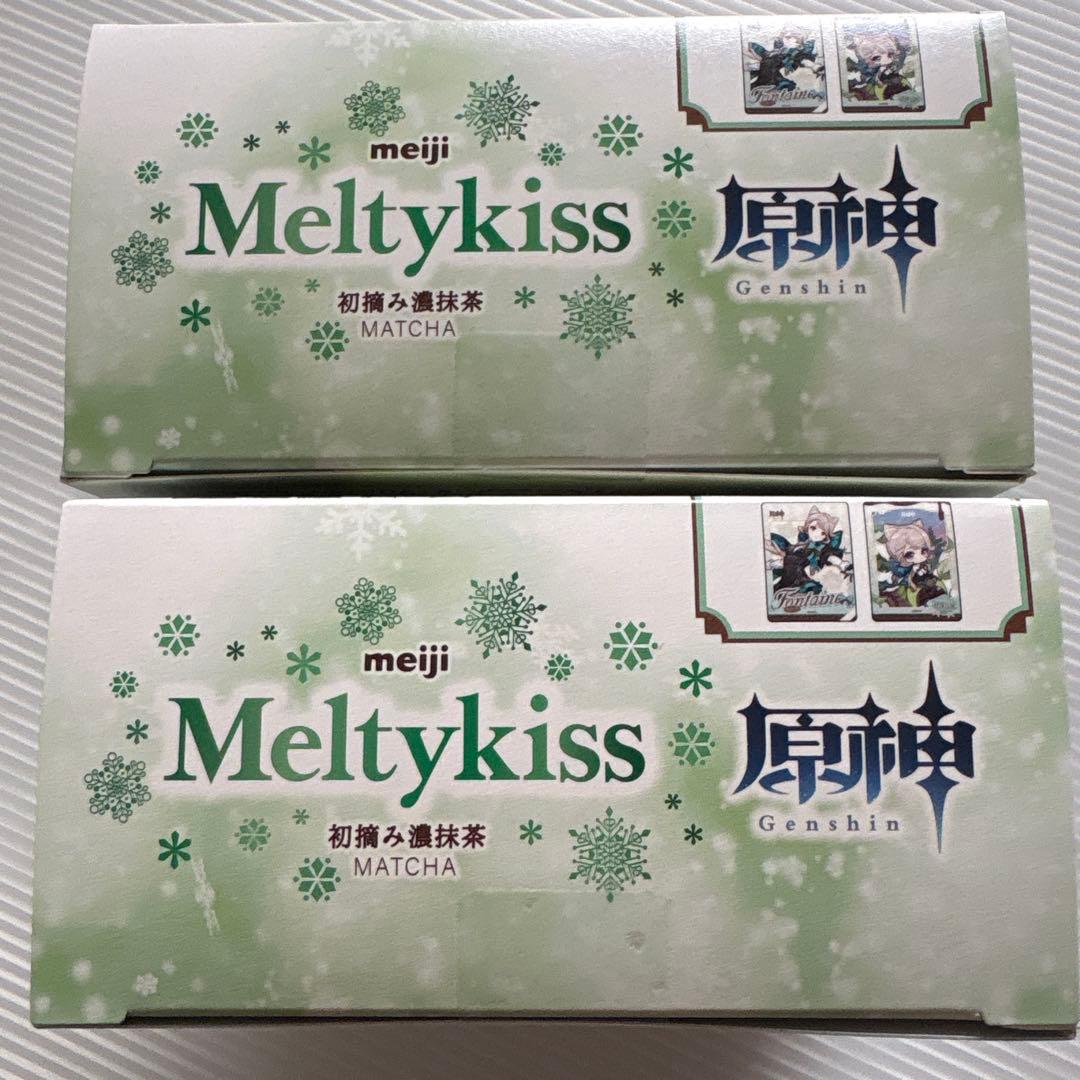 Fontaine
meiji
Meltykiss
原神
Genshin
初摘み濃抹茶
MATCHA
Fontaine
meiji
Meltykiss
原神
Genshin
初摘み濃抹茶
MATCHA